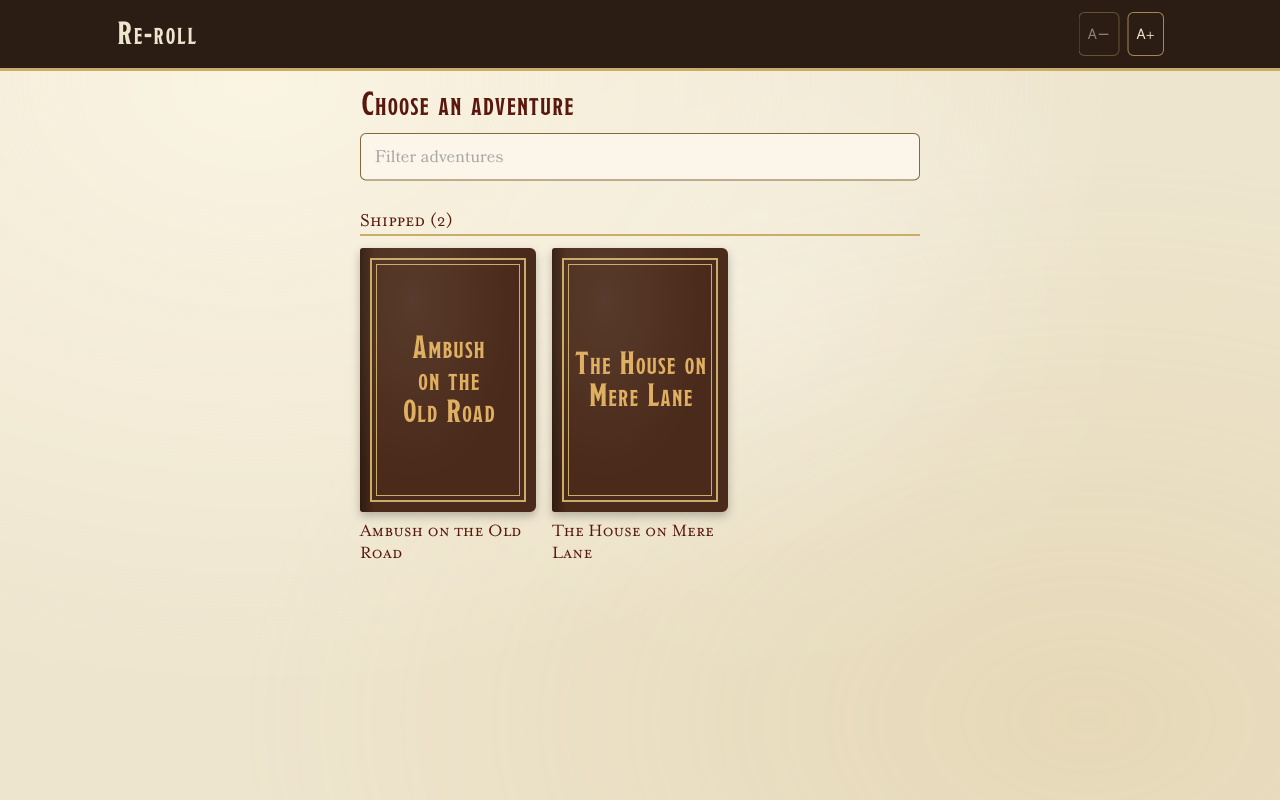 Re-roll
A− A+
Choose an adventure
Filter adventures
Shipped (2)
Ambush
on the
Old Road
The House on
Mere Lane
Ambush on the Old
Road
The House on Mere
Lane